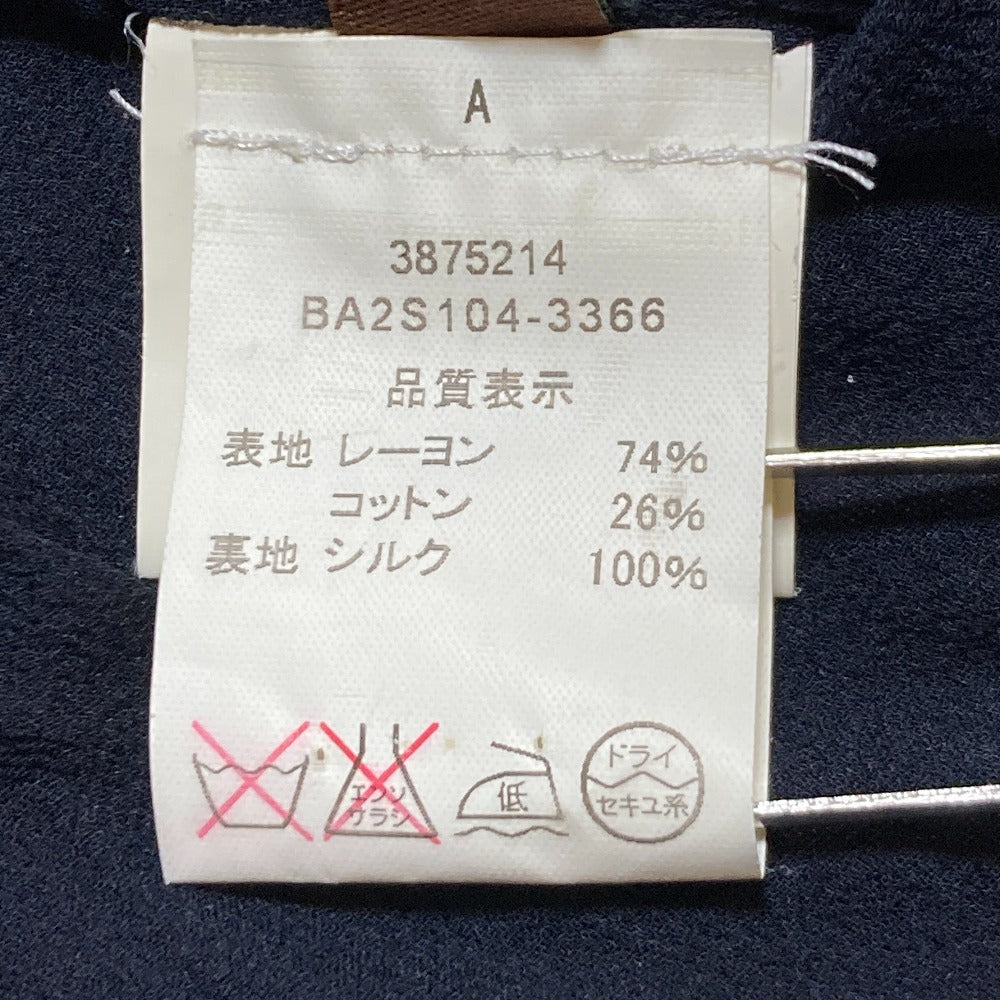 A
3875214
BA2S104-3366
品質表示
表地 レーヨン 74%
コットン 26%
裏地 シルク 100%
エンソ
サラシ
低
ドライ
セキユ系